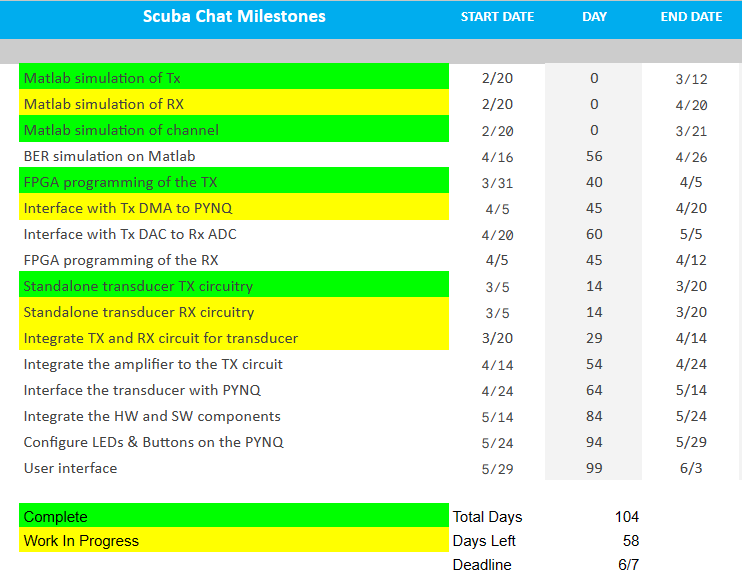 Scuba Chat Milestones START DATE DAY END DATE
Matlab simulation of Tx 2/20 0 3/12
Matlab simulation of RX 2/20 0 4/20
Matlab simulation of channel 2/20 0 3/21
BER simulation on Matlab 4/16 56 4/26
FPGA programming of the TX 3/31 40 4/5
Interface with Tx DMA to PYNQ 4/5 45 4/20
Interface with Tx DAC to Rx ADC 4/20 60 5/5
FPGA programming of the RX 4/5 45 4/12
Standalone transducer TX circuitry 3/5 14 3/20
Standalone transducer RX circuitry 3/5 14 3/20
Integrate TX and RX circuit for transducer 3/20 29 4/14
Integrate the amplifier to the TX circuit 4/14 54 4/24
Interface the transducer with PYNQ 4/24 64 5/14
Integrate the HW and SW components 5/14 84 5/24
Configure LEDs & Buttons on the PYNQ 5/24 94 5/29
User interface 5/29 99 6/3
Complete Total Days 104
Work In Progress Days Left 58
Deadline 6/7